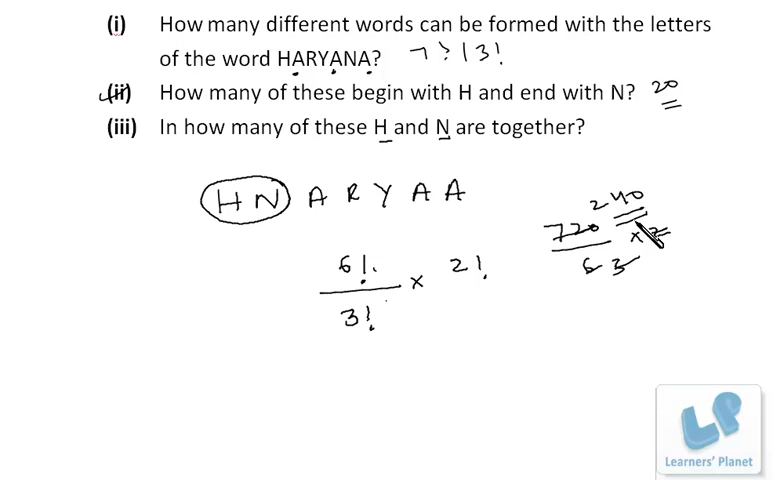 (i) How many different words can be formed with the letters
of the word HARYANA? 7!/3!
(ii) How many of these begin with H and end with N? 20
(iii) In how many of these H and N are together?
H N A R Y A A
240
720 × 2
6 3
6! × 2!
3!
LP
Learners' Planet